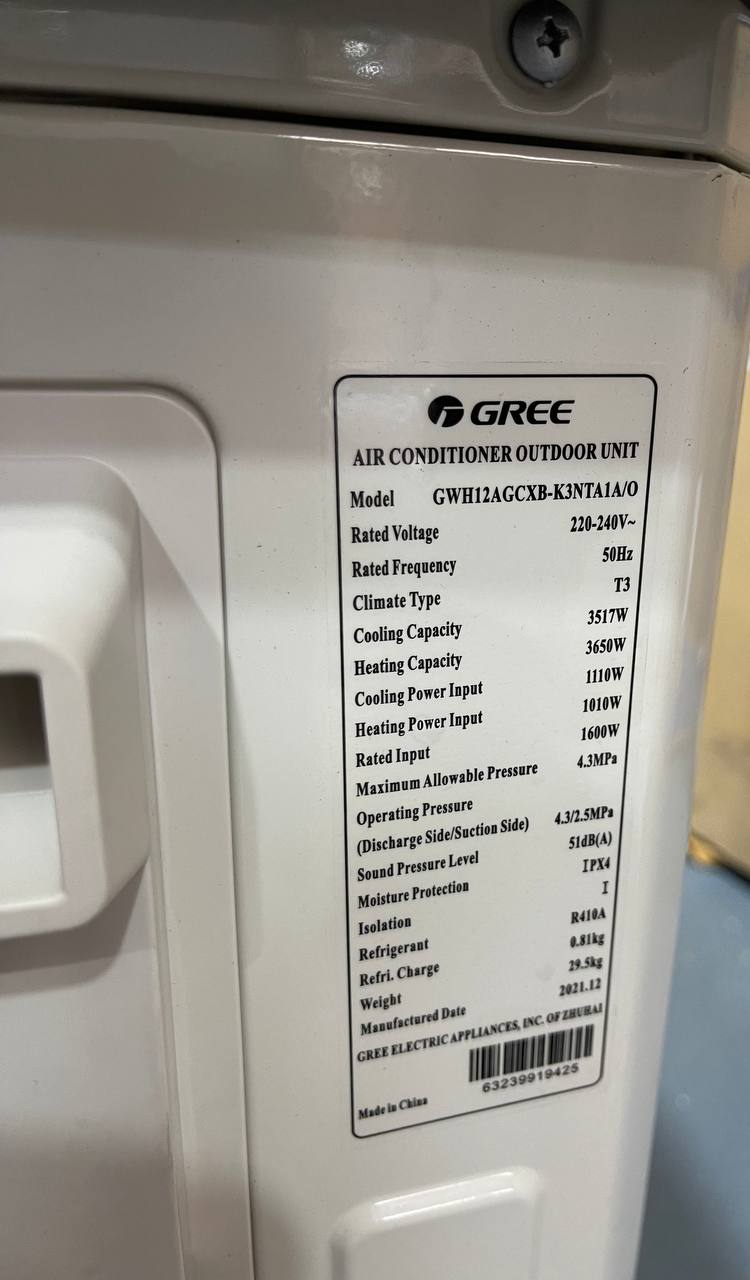 GREE
AIR CONDITIONER OUTDOOR UNIT
Model GWH12AGCXB-K3NTA1A/O
Rated Voltage 220-240V~
Rated Frequency 50Hz
Climate Type T3
Cooling Capacity 3517W
Heating Capacity 3650W
Cooling Power Input 1110W
Heating Power Input 1010W
Rated Input 1600W
Maximum Allowable Pressure 4.3MPa
Operating Pressure
(Discharge Side/Suction Side) 4.3/2.5MPa
Sound Pressure Level 51dB(A)
Moisture Protection IPX4
Isolation I
Refrigerant R410A
Refri. Charge 0.81kg
Weight 29.5kg
Manufactured Date 2021.12
GREE ELECTRIC APPLIANCES, INC. OF ZHUHAI
63239919425
Made in China